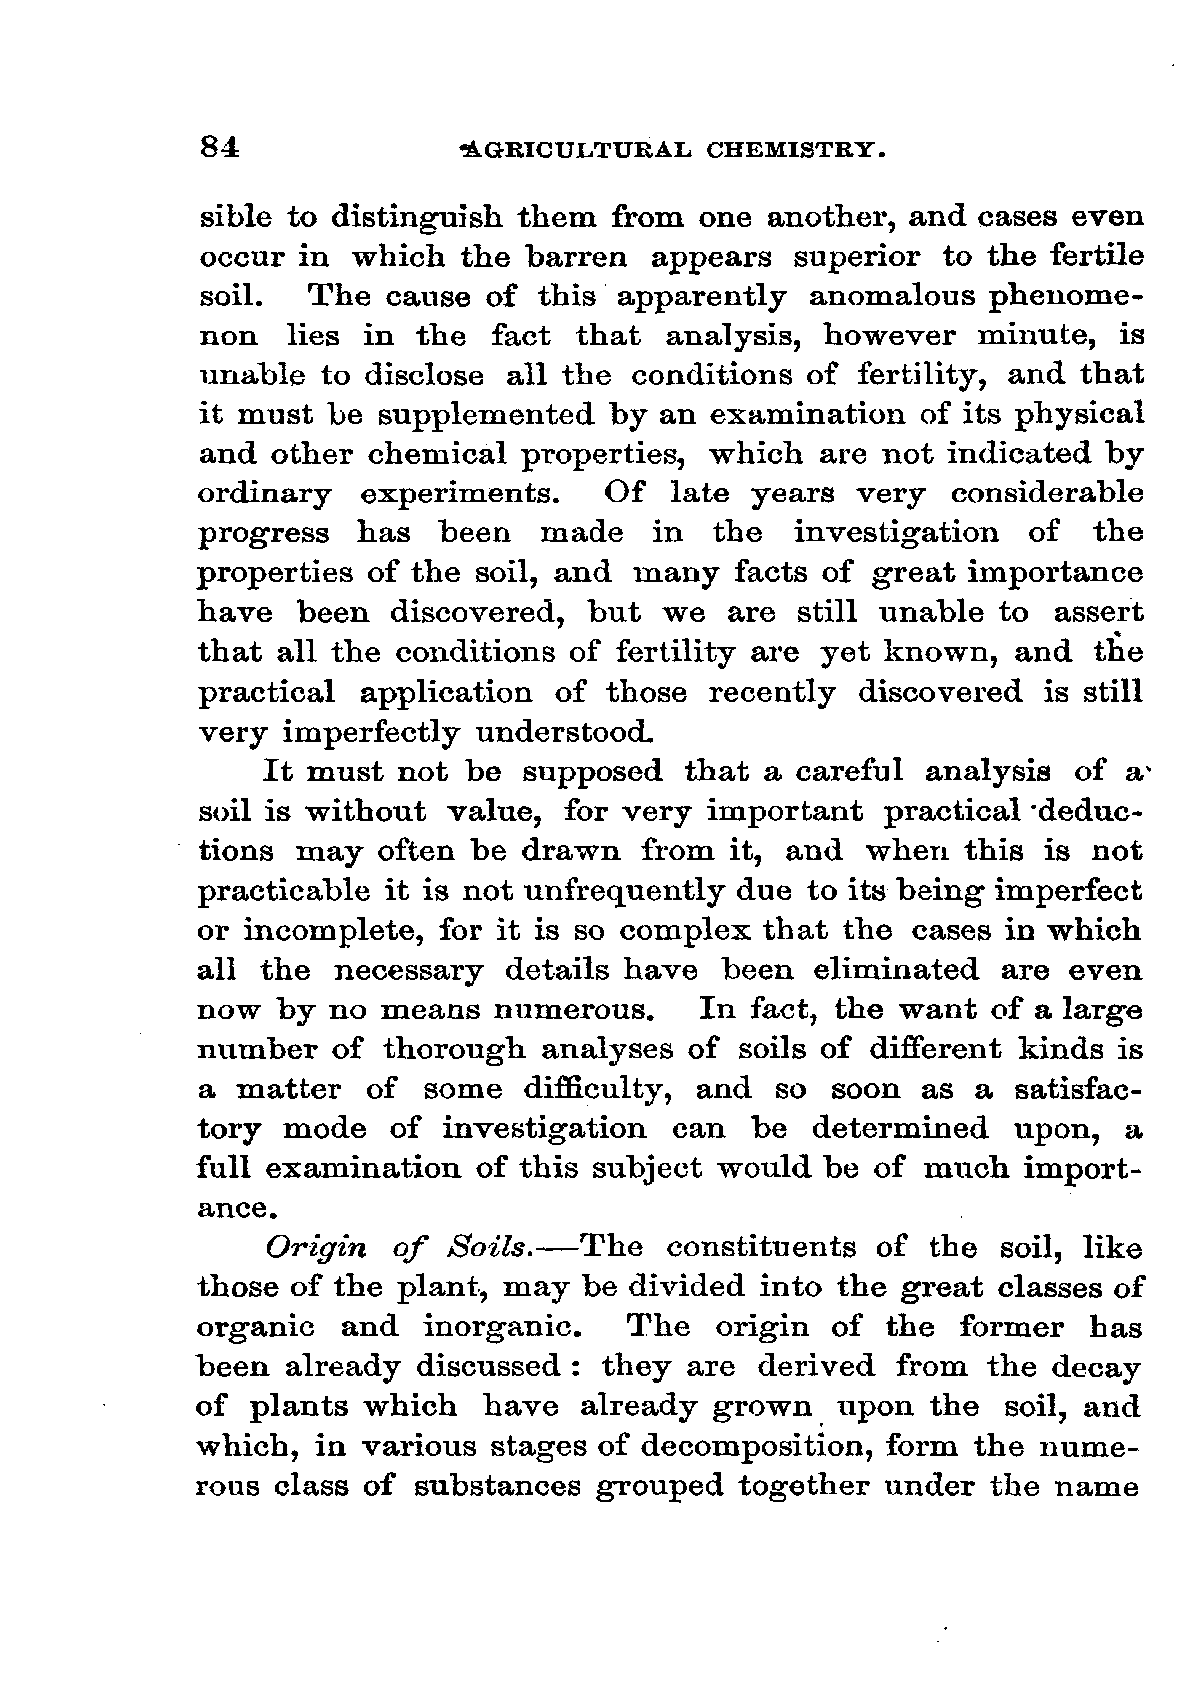 84 AGRICULTURAL CHEMISTRY.
sible to distinguish them from one another, and cases even
occur in which the barren appears superior to the fertile
soil. The cause of this apparently anomalous phenome-
non lies in the fact that analysis, however minute, is
unable to disclose all the conditions of fertility, and that
it must be supplemented by an examination of its physical
and other chemical properties, which are not indicated by
ordinary experiments. Of late years very considerable
progress has been made in the investigation of the
properties of the soil, and many facts of great importance
have been discovered, but we are still unable to assert
that all the conditions of fertility are yet known, and the
practical application of those recently discovered is still
very imperfectly understood.
It must not be supposed that a careful analysis of a
soil is without value, for very important practical deduc-
tions may often be drawn from it, and when this is not
practicable it is not unfrequently due to its being imperfect
or incomplete, for it is so complex that the cases in which
all the necessary details have been eliminated are even
now by no means numerous. In fact, the want of a large
number of thorough analyses of soils of different kinds is
a matter of some difficulty, and so soon as a satisfac-
tory mode of investigation can be determined upon, a
full examination of this subject would be of much import-
ance.
Origin of Soils.—The constituents of the soil, like
those of the plant, may be divided into the great classes of
organic and inorganic. The origin of the former has
been already discussed : they are derived from the decay
of plants which have already grown upon the soil, and
which, in various stages of decomposition, form the nume-
rous class of substances grouped together under the name